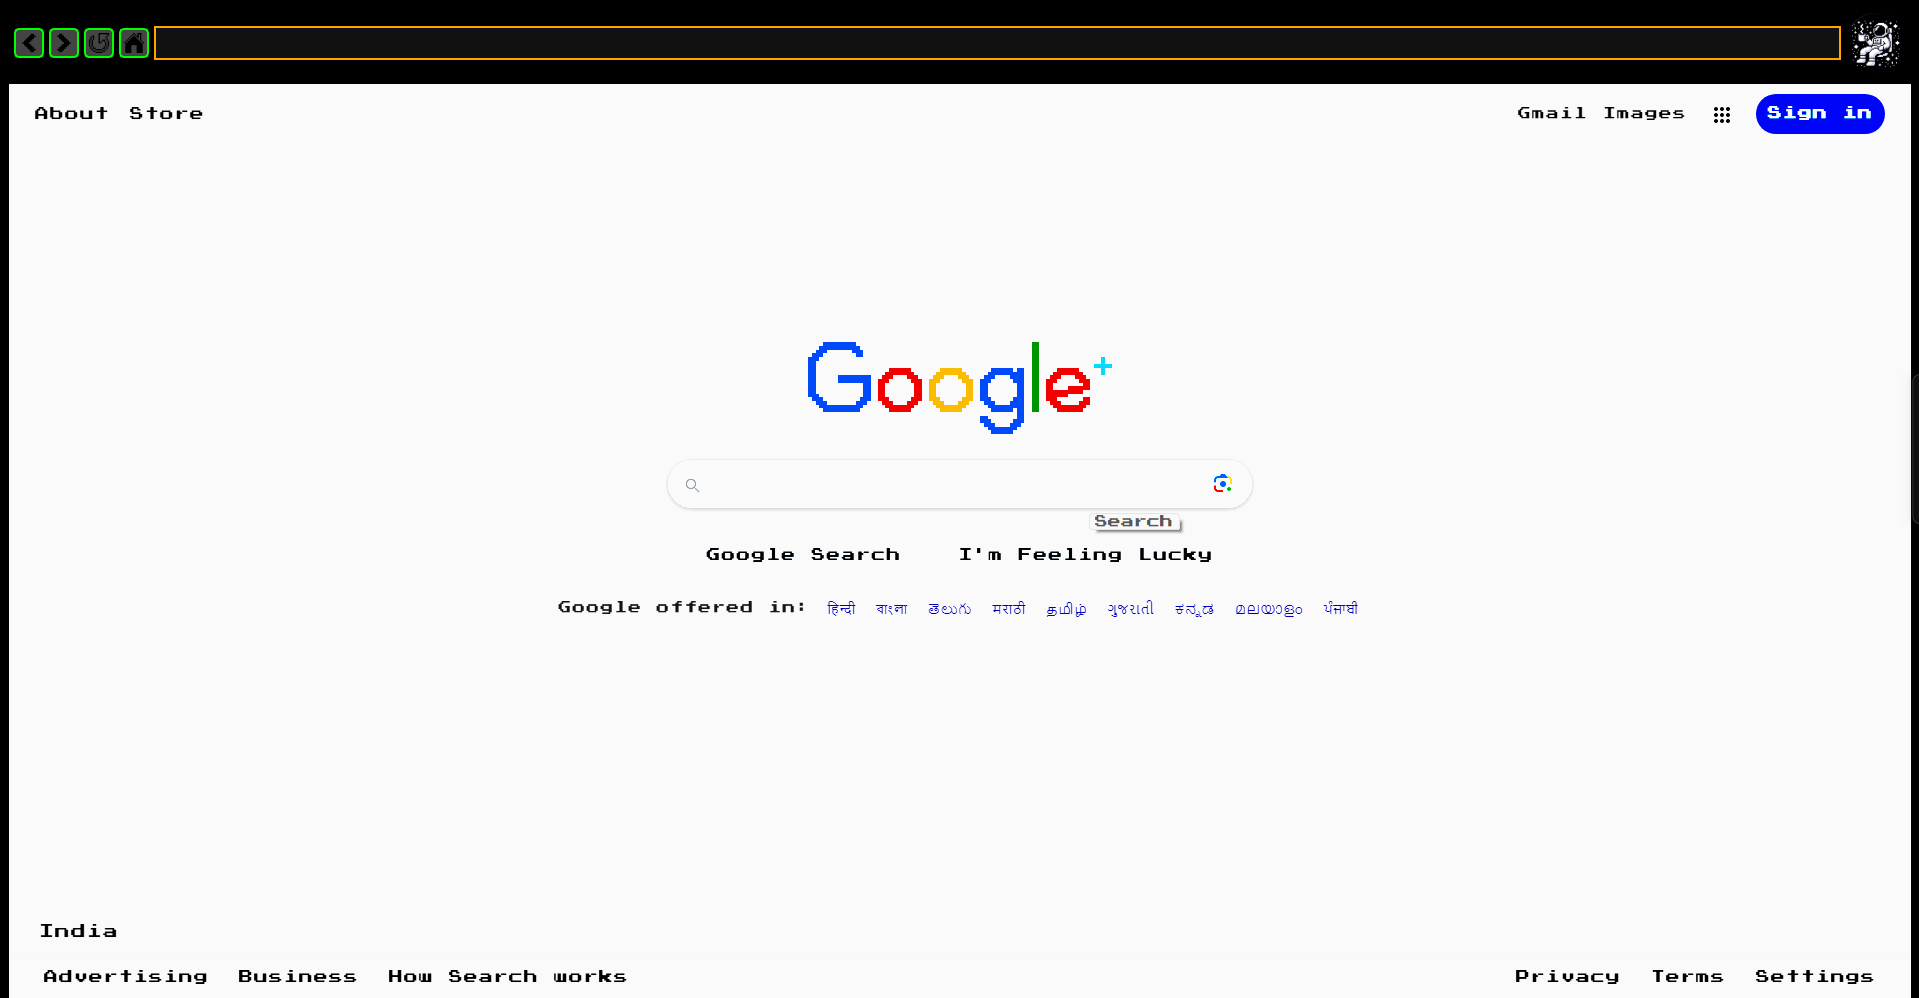 About Store Gmail Images Sign in
Google+
Search
Google Search I'm Feeling Lucky
Google offered in: हिन्दी বাংলা తెలుగు मराठी தமிழ் ગુજરાતી ಕನ್ನಡ മലയാളം ਪੰਜਾਬੀ
India
Advertising Business How Search works Privacy Terms Settings